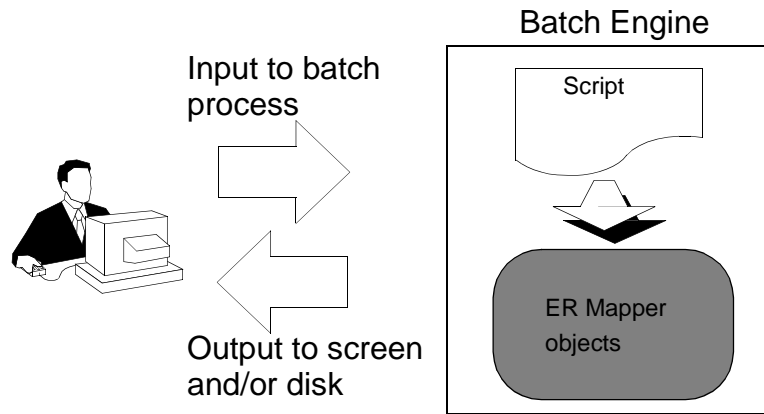 Batch Engine
Input to batch
process
Script
ER Mapper
objects
Output to screen
and/or disk